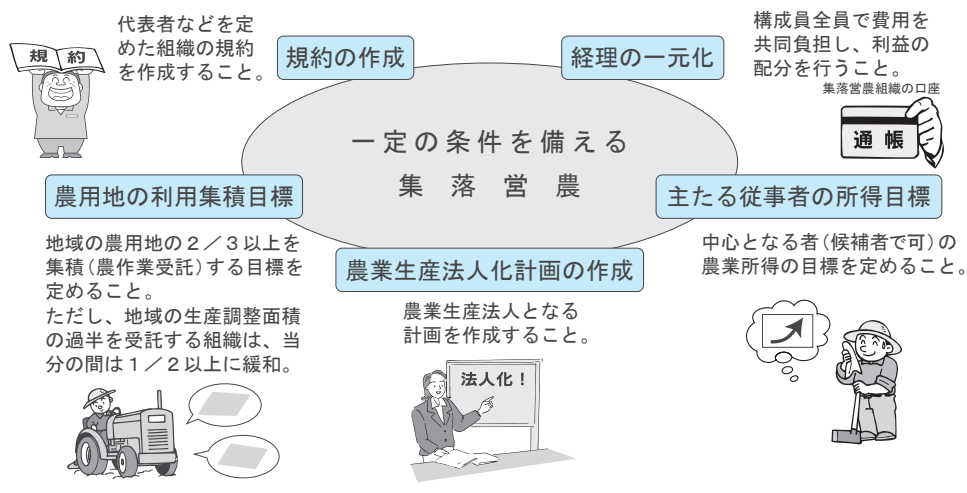 代表者などを定
めた組織の規約
を作成すること。
規 約
規約の作成
経理の一元化
構成員全員で費用を
共同負担し、利益の
配分を行うこと。
集落営農組織の口座
通 帳
一定の条件を備える
集落営農
農用地の利用集積目標
地域の農用地の２／３以上を
集積(農作業受託)する目標を
定めること。
ただし、地域の生産調整面積
の過半を受託する組織は、当
分の間は１／２以上に緩和。
農業生産法人化計画の作成
農業生産法人となる
計画を作成すること。
法人化！
主たる従事者の所得目標
中心となる者(候補者で可)の
農業所得の目標を定めること。